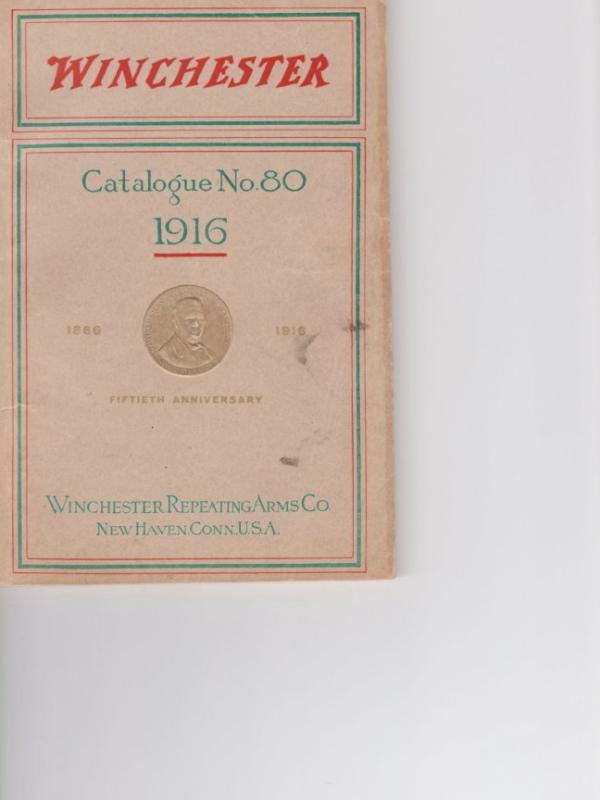 WINCHESTER
Catalogue No. 80
1916
1866
1916
FIFTIETH ANNIVERSARY
WINCHESTER REPEATING ARMS CO.
NEW HAVEN. CONN. U.S.A.